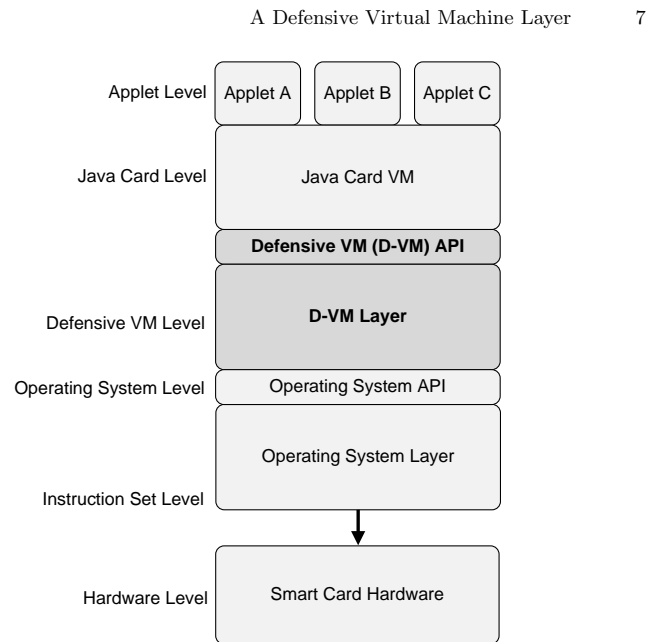 A Defensive Virtual Machine Layer 7
Applet Level Applet A Applet B Applet C
Java Card Level Java Card VM
Defensive VM (D-VM) API
D-VM Layer
Defensive VM Level
Operating System Level Operating System API
Operating System Layer
Instruction Set Level
Hardware Level Smart Card Hardware